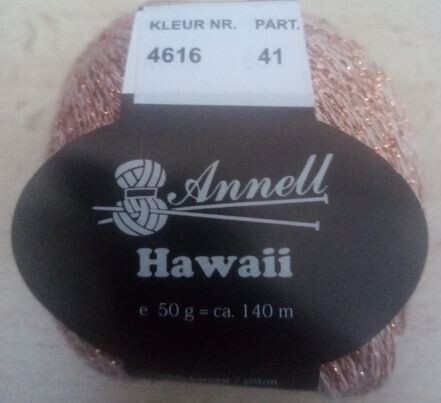 KLEUR NR. PART.
4616 41
Annell
Hawaii
e 50 g = ca. 140 m